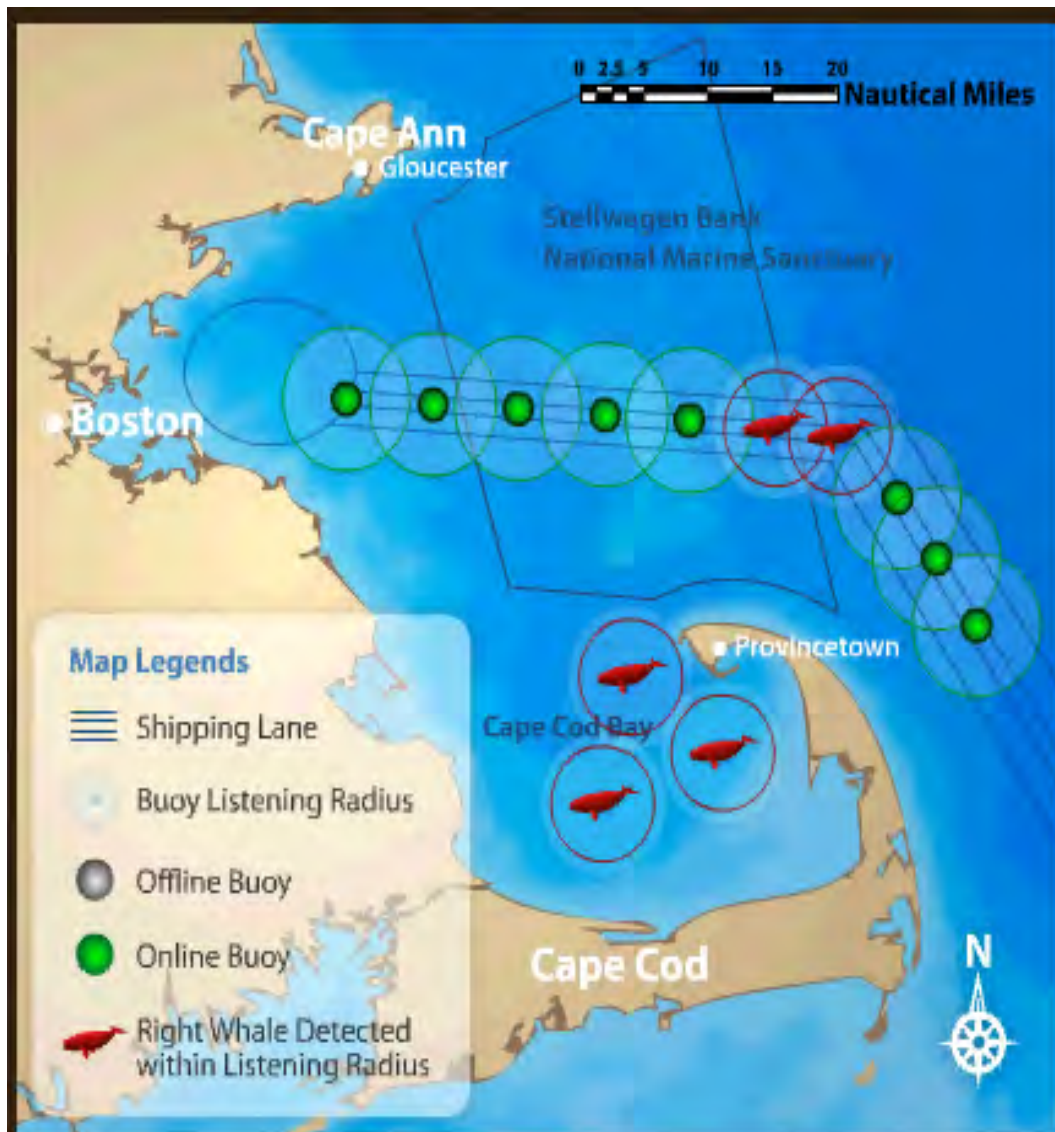 0 2.5 5 10 15 20
Nautical Miles
Cape Ann
Gloucester
Stellwagen Bank
National Marine Sanctuary
Boston
Provincetown
Cape Cod Bay
Map Legends
Shipping Lane
Buoy Listening Radius
Offline Buoy
Online Buoy
Right Whale Detected
within Listening Radius
Cape Cod
N